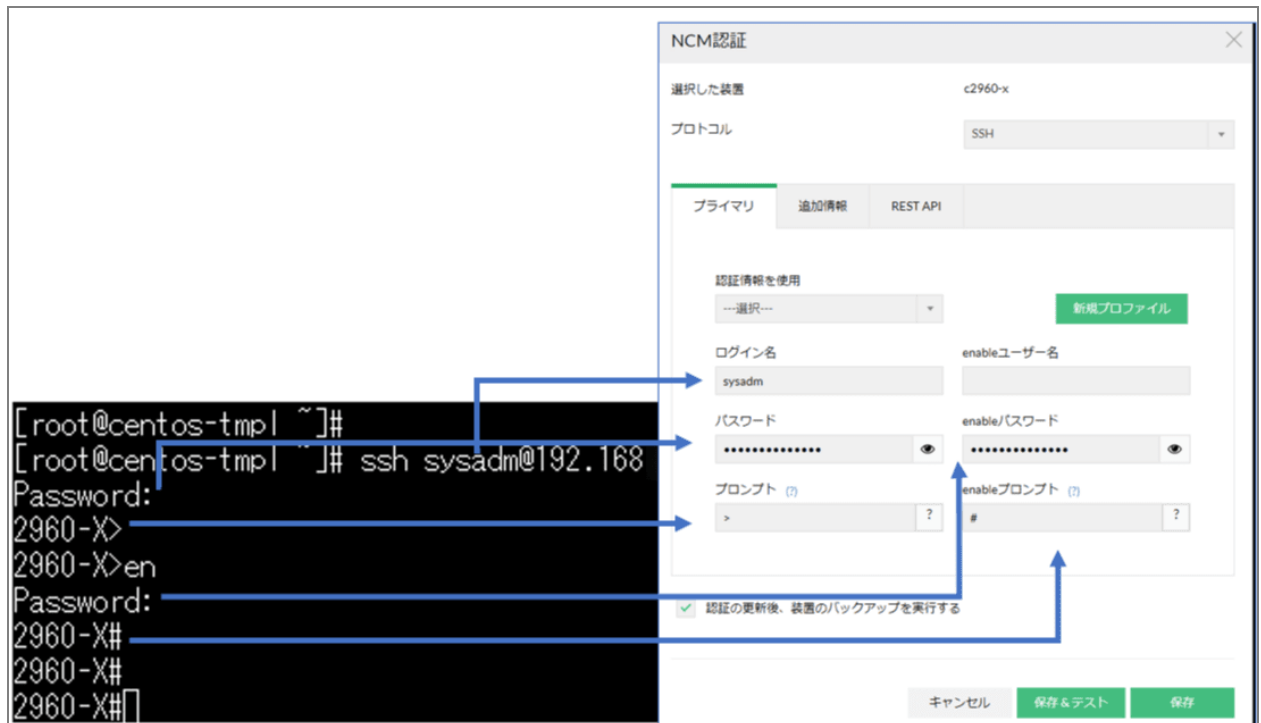 [root@centos-tmpl ~]#
[root@centos-tmpl ~]# ssh sysadm@192.168
Password:
2960-X>
2960-X>en
Password:
2960-X#
2960-X#
2960-X#
NCM認証
選択した装置 c2960-x
プロトコル SSH
プライマリ 追加情報 REST API
認証情報を使用
---選択--- 新規プロファイル
ログイン名 enableユーザー名
sysadm
パスワード enableパスワード
•••••••••••••• ••••••••••••••
プロンプト (?) enableプロンプト (?)
> ? # ?
認証の更新後、装置のバックアップを実行する
キャンセル 保存&テスト 保存